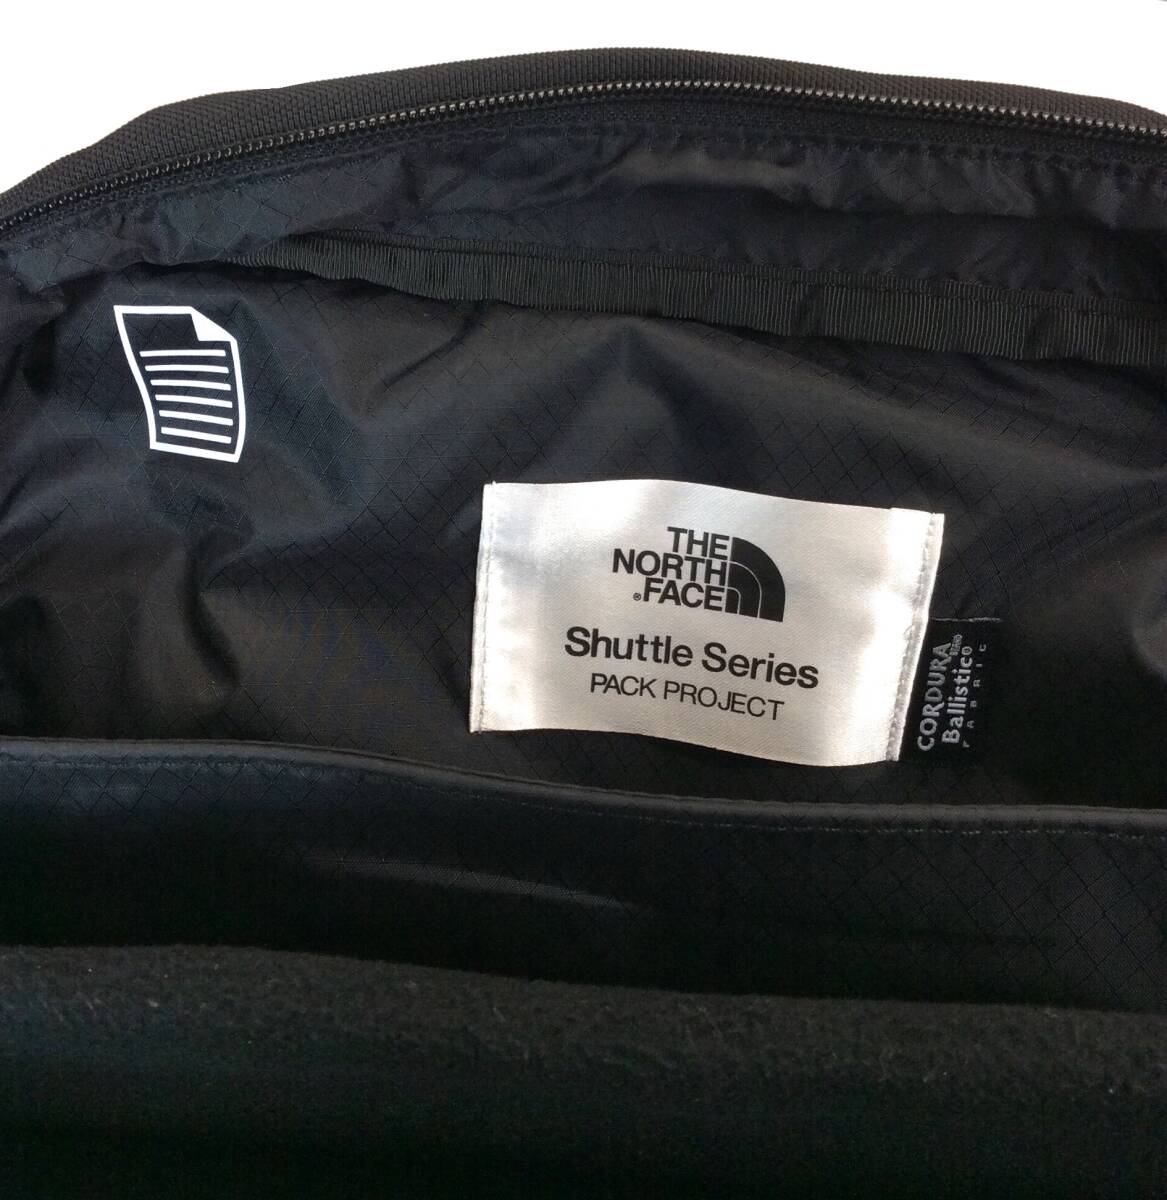 THE
NORTH
FACE
Shuttle Series
PACK PROJECT
CORDURA
Ballistic
FABRIC